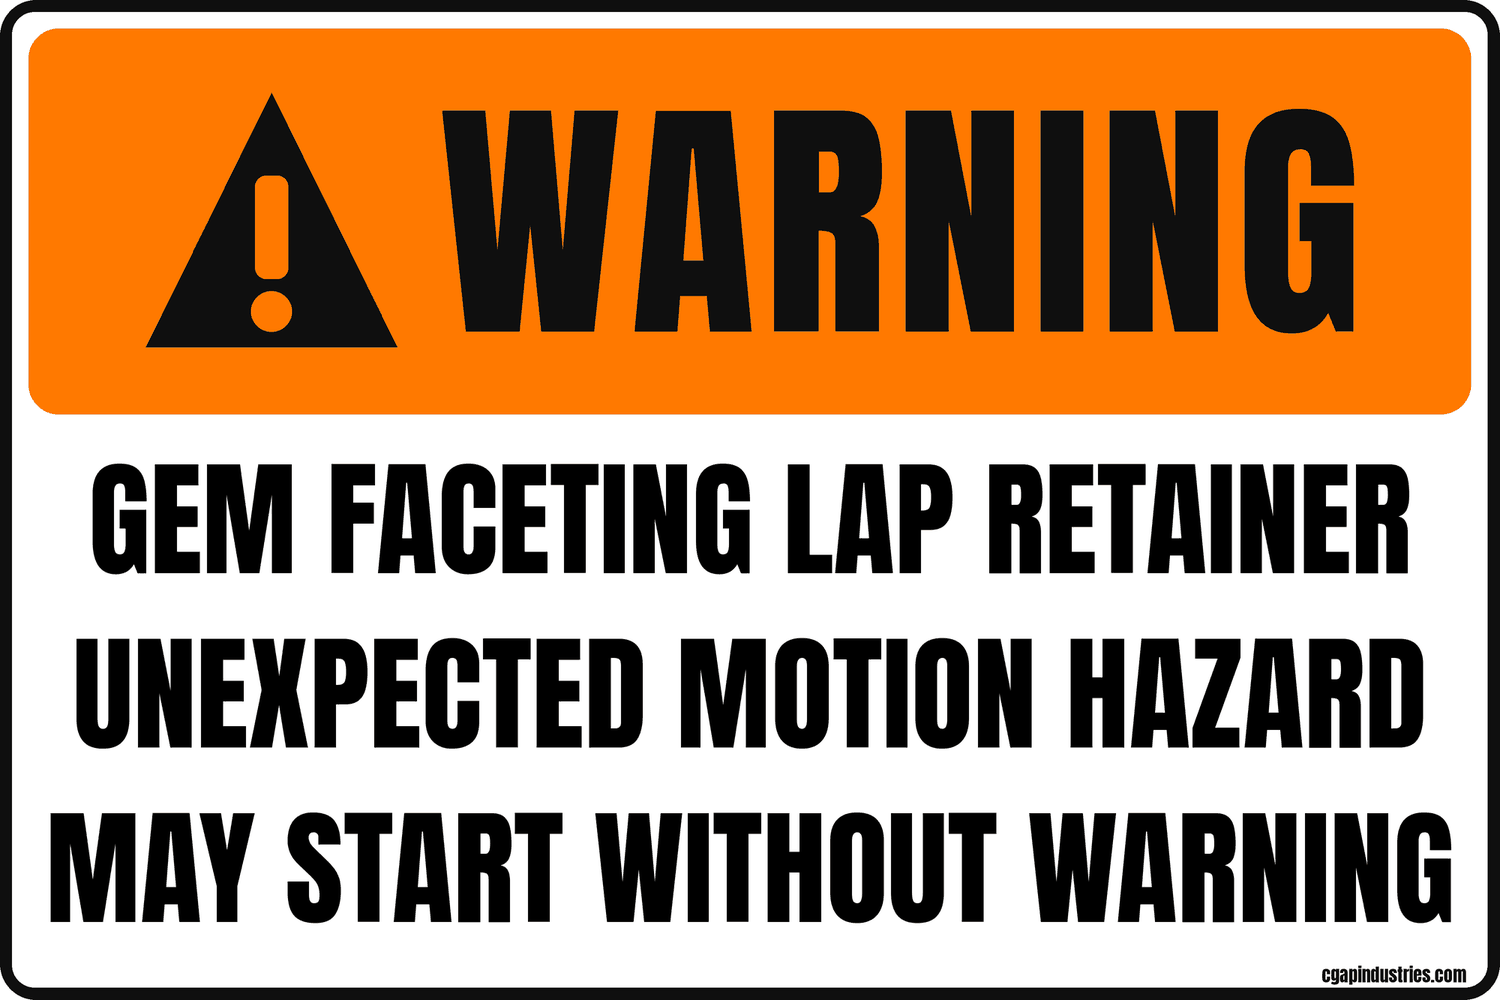 WARNING
GEM FACETING LAP RETAINER
UNEXPECTED MOTION HAZARD
MAY START WITHOUT WARNING
cgapindustries.com